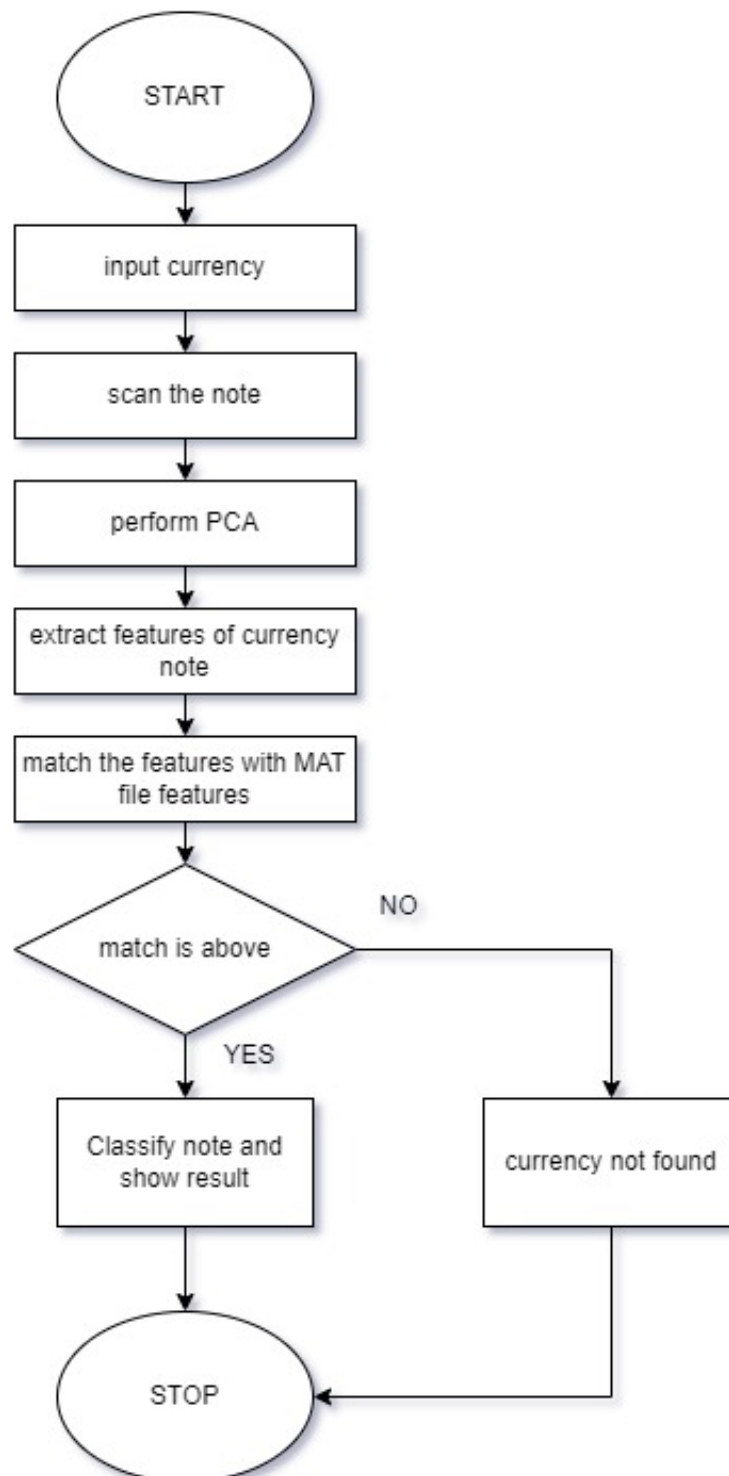 START
input currency
scan the note
perform PCA
extract features of currency
note
match the features with MAT
file features
match is above
NO
YES
Classify note and
show result
currency not found
STOP